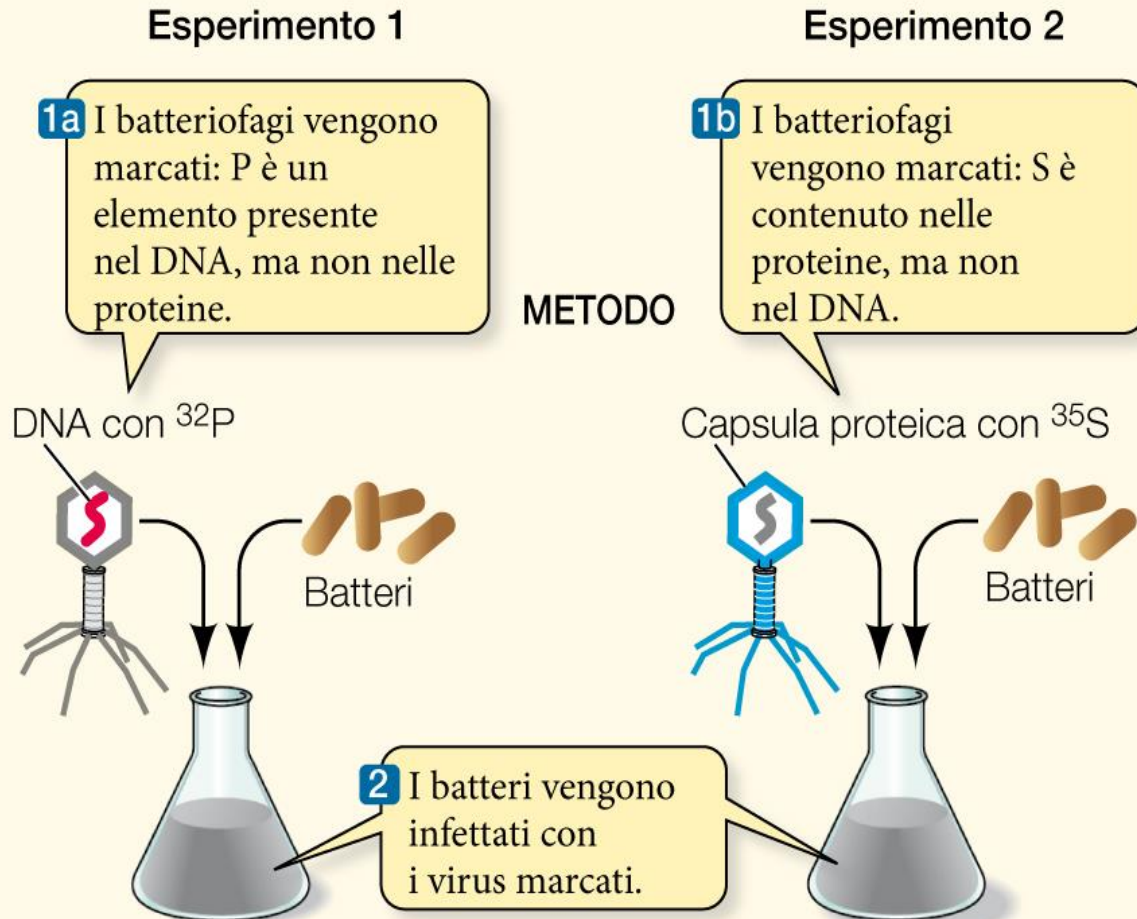 Esperimento 1
1a I batteriofagi vengono
marcati: P è un
elemento presente
nel DNA, ma non nelle
proteine.
METODO
Esperimento 2
1b I batteriofagi
vengono marcati: S è
contenuto nelle
proteine, ma non
nel DNA.
DNA con ³²P
Batteri
Capsula proteica con ³⁵S
Batteri
2 I batteri vengono
infettati con
i virus marcati.